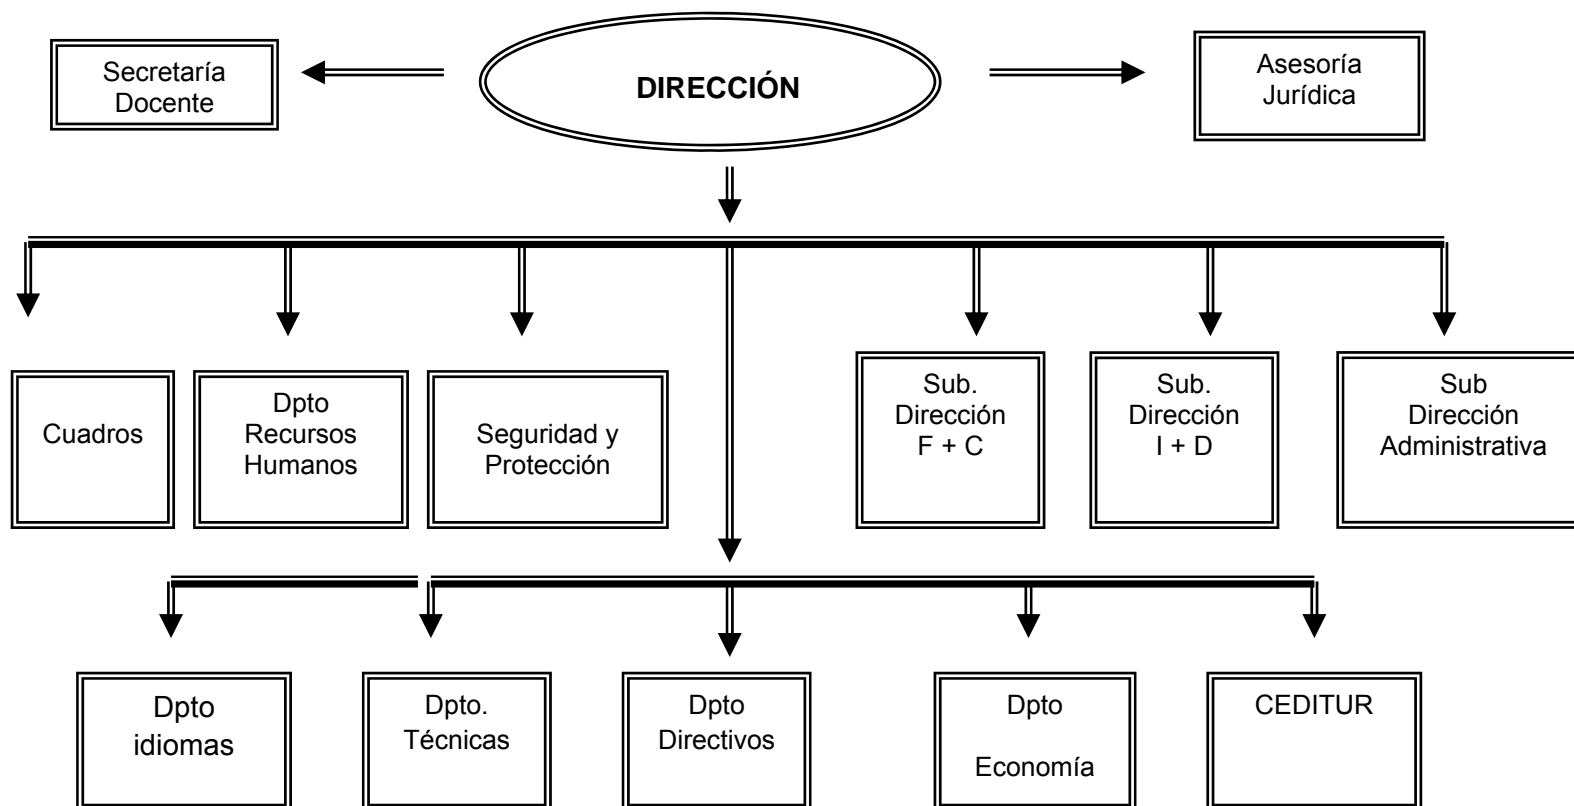 Secretaría
Docente
DIRECCIÓN
Asesoría
Jurídica
Cuadros
Dpto
Recursos
Humanos
Seguridad y
Protección
Sub.
Dirección
F + C
Sub.
Dirección
I + D
Sub
Dirección
Administrativa
Dpto
idiomas
Dpto.
Técnicas
Dpto
Directivos
Dpto
Economía
CEDITUR